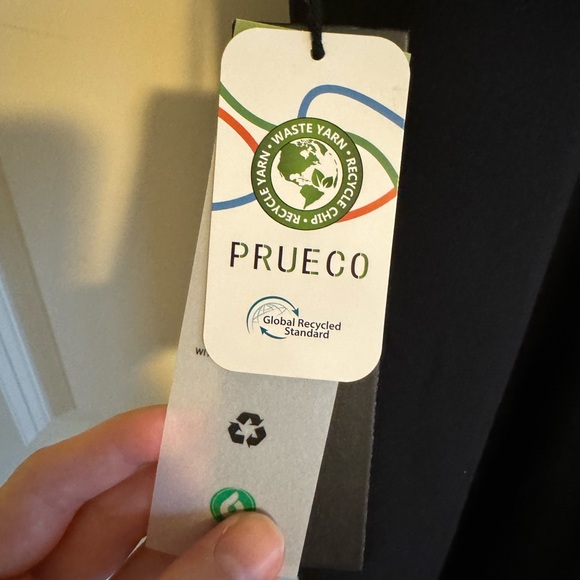 WASTE YARN • RECYCLE CHIP • RECYCLE YARN •
PRUECO
Global Recycled
Standard